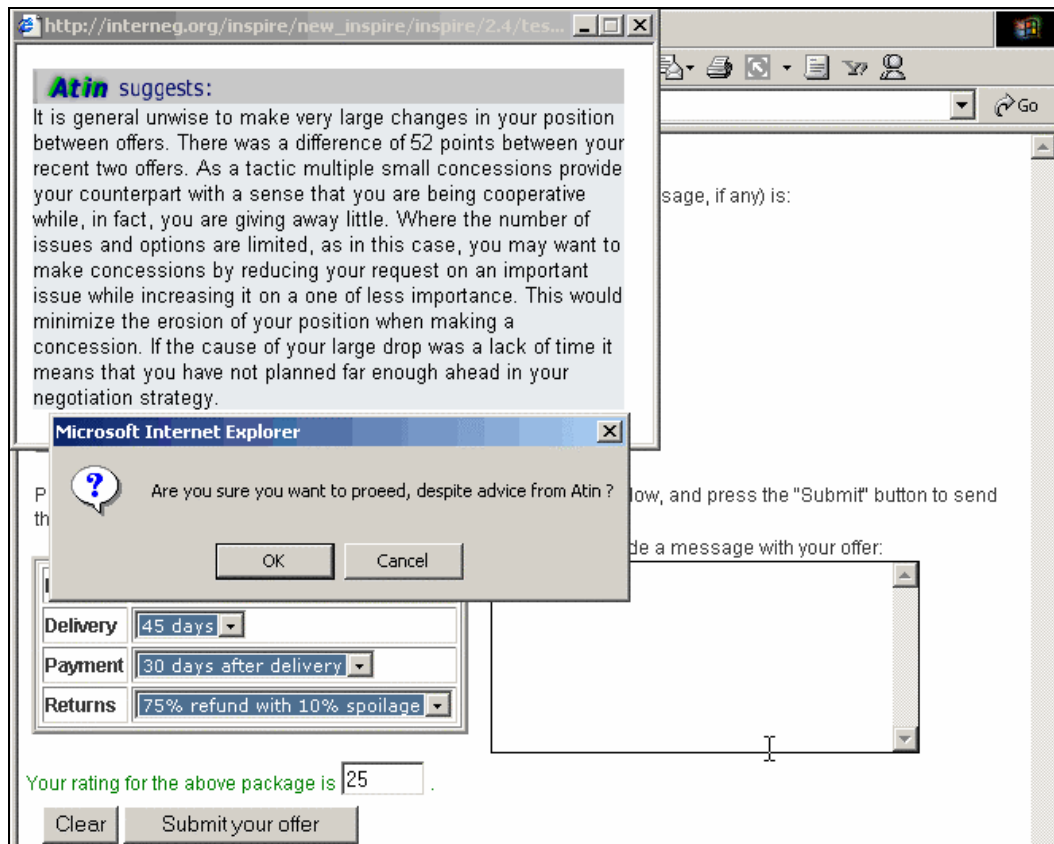 http://interneg.org/inspire/new_inspire/inspire/2.4/tes...
Atin suggests:
It is general unwise to make very large changes in your position
between offers. There was a difference of 52 points between your
recent two offers. As a tactic multiple small concessions provide
your counterpart with a sense that you are being cooperative
while, in fact, you are giving away little. Where the number of
issues and options are limited, as in this case, you may want to
make concessions by reducing your request on an important
issue while increasing it on a one of less importance. This would
minimize the erosion of your position when making a
concession. If the cause of your large drop was a lack of time it
means that you have not planned far enough ahead in your
negotiation strategy.
Go
sage, if any) is:
Microsoft Internet Explorer
Are you sure you want to proeed, despite advice from Atin ?
OK Cancel
low, and press the "Submit" button to send
th
de a message with your offer:
Delivery 45 days
Payment 30 days after delivery
Returns 75% refund with 10% spoilage
Your rating for the above package is 25 .
Clear Submit your offer